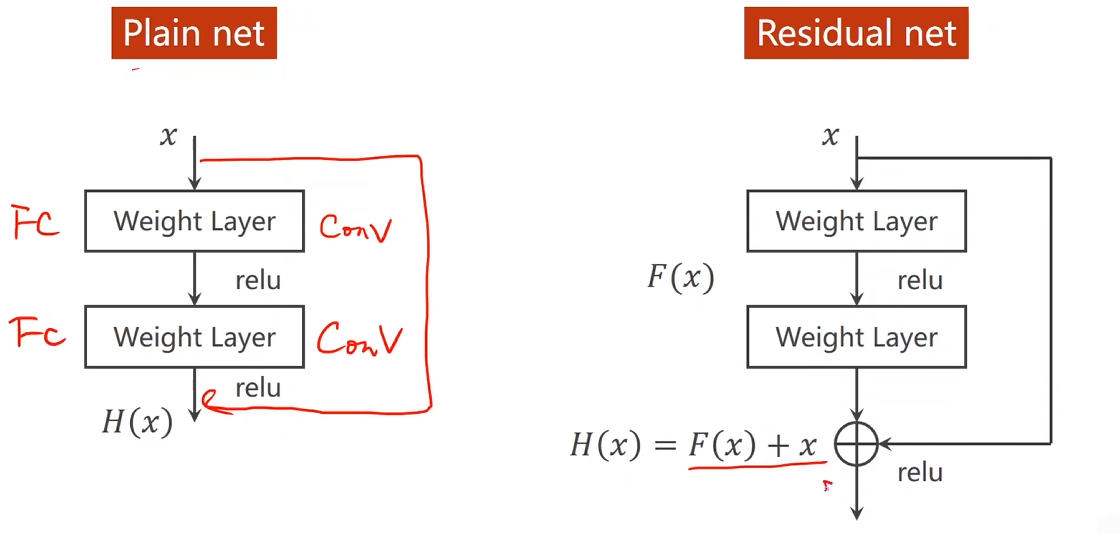 Plain net
x
FC Weight Layer Conv
relu
Fc Weight Layer ConV
relu
H(x)
Residual net
x
Weight Layer
F(x) relu
Weight Layer
H(x) = F(x) + x
relu